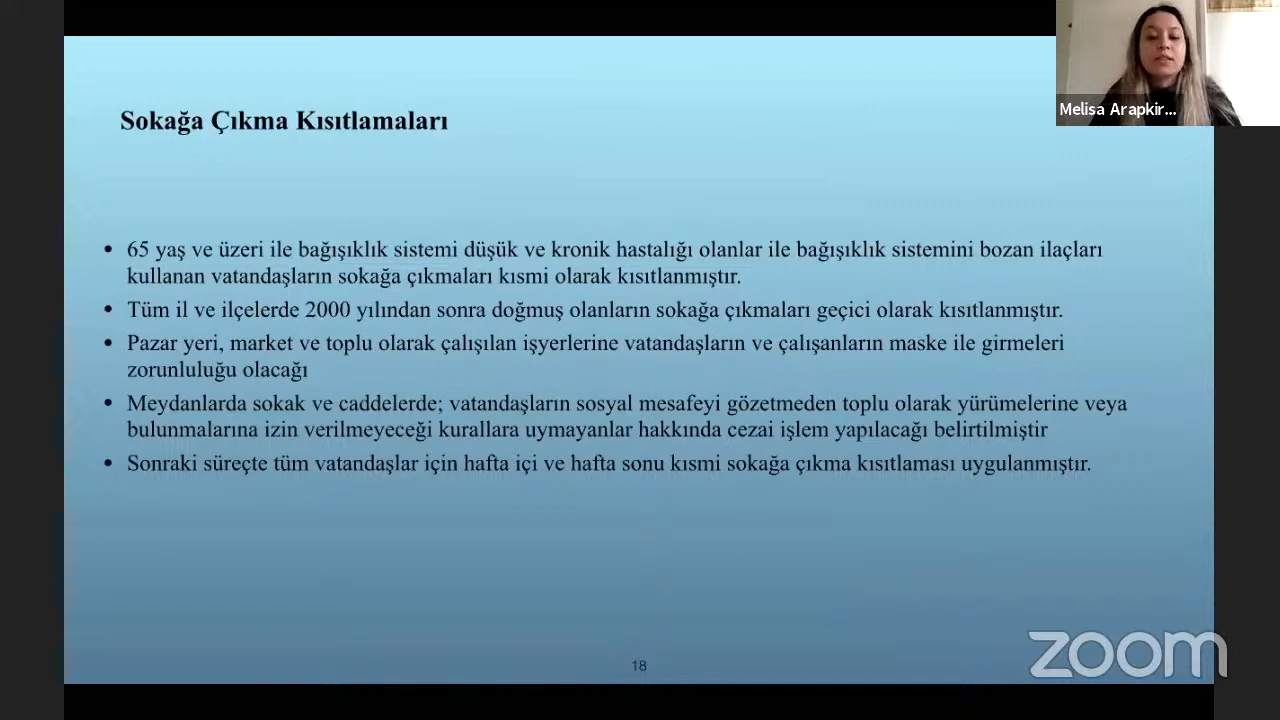 Melisa Arapkir...
Sokağa Çıkma Kısıtlamaları
• 65 yaş ve üzeri ile bağışıklık sistemi düşük ve kronik hastalığı olanlar ile bağışıklık sistemini bozan ilaçları
kullanan vatandaşların sokağa çıkmaları kısmi olarak kısıtlanmıştır.
• Tüm il ve ilçelerde 2000 yılından sonra doğmuş olanların sokağa çıkmaları geçici olarak kısıtlanmıştır.
• Pazar yeri, market ve toplu olarak çalışılan işyerlerine vatandaşların ve çalışanların maske ile girmeleri
zorunluluğu olacağı
• Meydanlarda sokak ve caddelerde; vatandaşların sosyal mesafeyi gözetmeden toplu olarak yürümelerine veya
bulunmalarına izin verilmeyeceği kurallara uymayanlar hakkında cezai işlem yapılacağı belirtilmiştir
• Sonraki süreçte tüm vatandaşlar için hafta içi ve hafta sonu kısmi sokağa çıkma kısıtlaması uygulanmıştır.
18
zoom